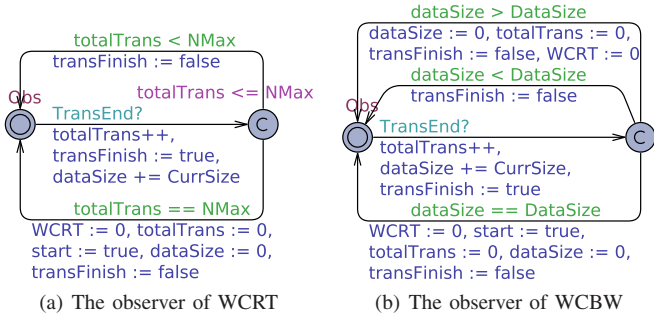 totalTrans < NMax
transFinish := false
totalTrans <= NMax
Obs
TransEnd?
C
totalTrans++,
transFinish := true,
dataSize += CurrSize
totalTrans == NMax
WCRT := 0, totalTrans := 0,
start := true, dataSize := 0,
transFinish := false
(a) The observer of WCRT
dataSize > DataSize
dataSize := 0, totalTrans := 0,
transFinish := false, WCRT := 0
dataSize < DataSize
transFinish := false
Obs
TransEnd?
C
totalTrans++,
dataSize += CurrSize,
transFinish := true
dataSize == DataSize
WCRT := 0, start := true,
totalTrans := 0, dataSize := 0,
transFinish := false
(b) The observer of WCBW